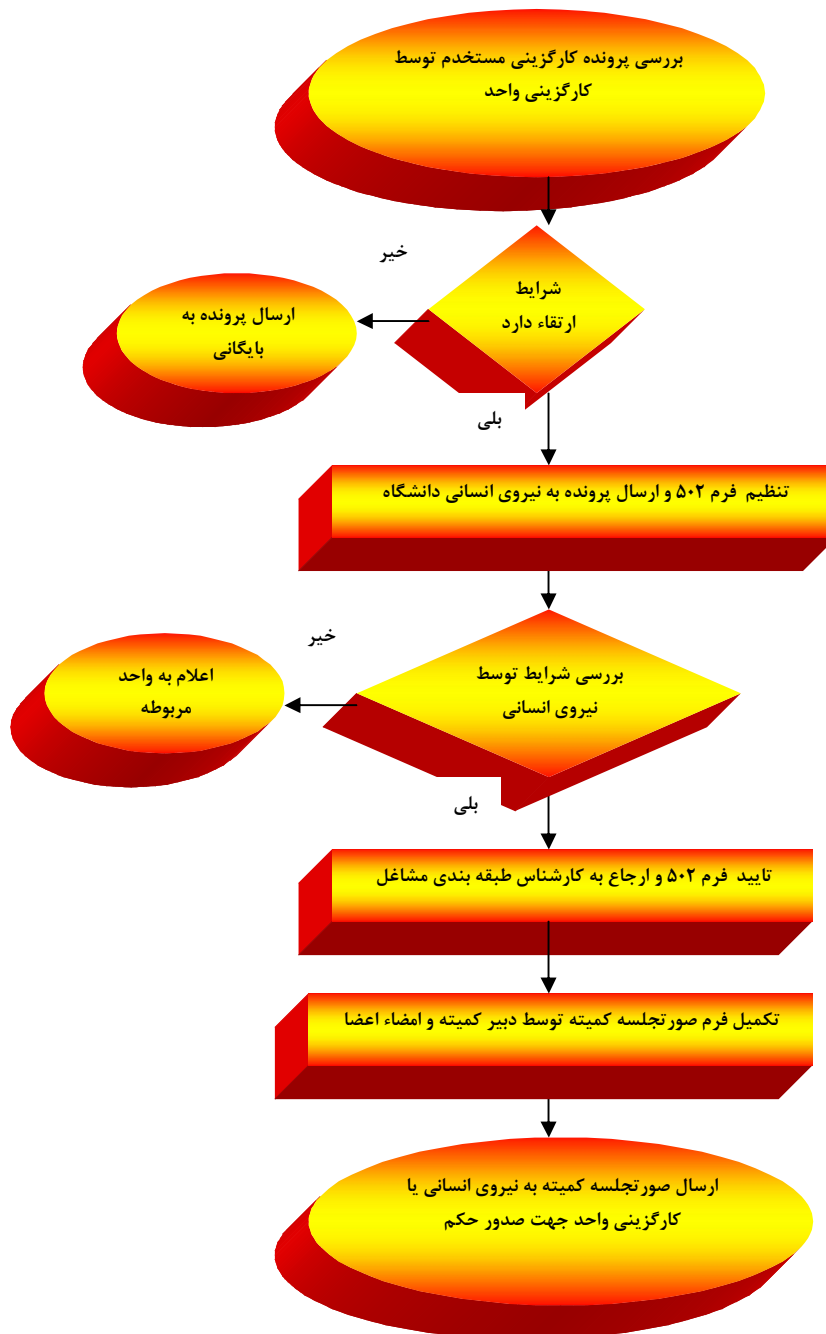 بررسی پرونده کارگزینی مستخدم توسط
کارگزینی واحد
شرایط
ارتقاء دارد
خیر
ارسال پرونده به
بایگانی
بلی
تنظیم فرم ۵۰۲ و ارسال پرونده به نیروی انسانی دانشگاه
بررسی شرایط توسط
نیروی انسانی
خیر
اعلام به واحد
مربوطه
بلی
تایید فرم ۵۰۲ و ارجاع به کارشناس طبقه بندی مشاغل
تکمیل فرم صورتجلسه کمیته توسط دبیر کمیته و امضاء اعضا
ارسال صورتجلسه کمیته به نیروی انسانی یا
کارگزینی واحد جهت صدور حکم